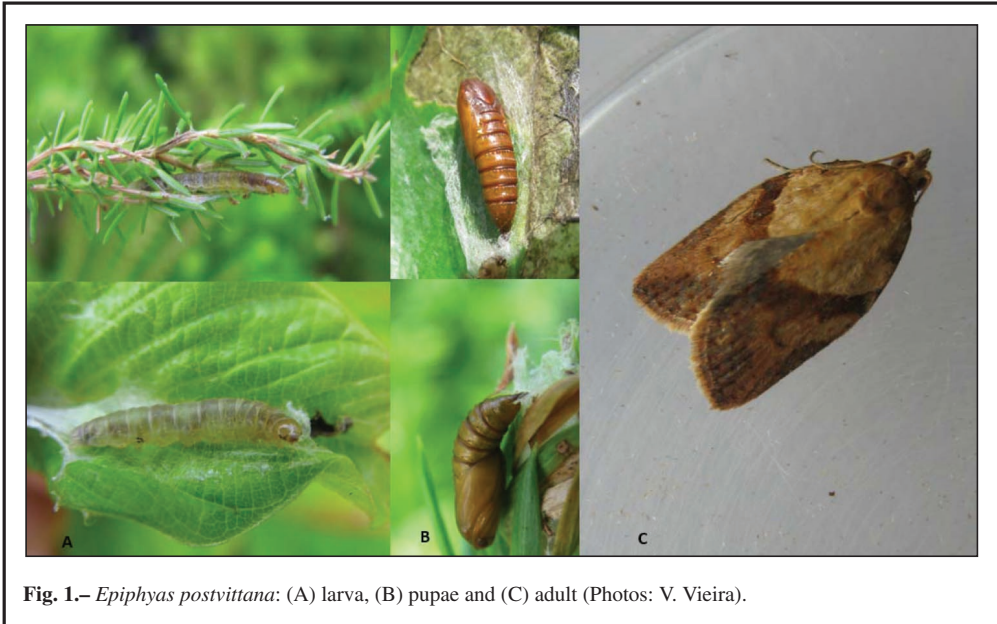 A
B
C
Fig. 1.– Epiphyas postvittana: (A) larva, (B) pupae and (C) adult (Photos: V. Vieira).